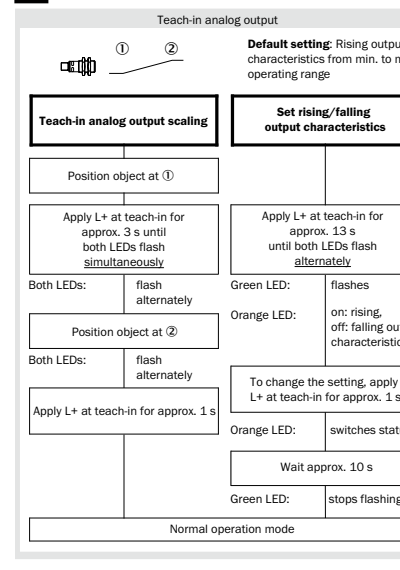 Teach-in analog output
① ②
Default setting: Rising outpu
characteristics from min. to m
operating range
Teach-in analog output scaling
Position object at ①
Apply L+ at teach-in for
approx. 3 s until
both LEDs flash
simultaneously
Both LEDs: flash
alternately
Position object at ②
Both LEDs: flash
alternately
Apply L+ at teach-in for approx. 1 s
Set rising/falling
output characteristics
Apply L+ at teach-in for
approx. 13 s
until both LEDs flash
alternately
Green LED: flashes
Orange LED: on: rising,
off: falling ou
characteristic
To change the setting, apply
L+ at teach-in for approx. 1 s
Orange LED: switches stat
Wait approx. 10 s
Green LED: stops flashing
Normal operation mode